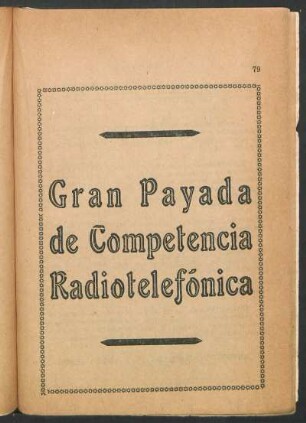 79
Gran Payada
de Competencia
Radiotelefónica